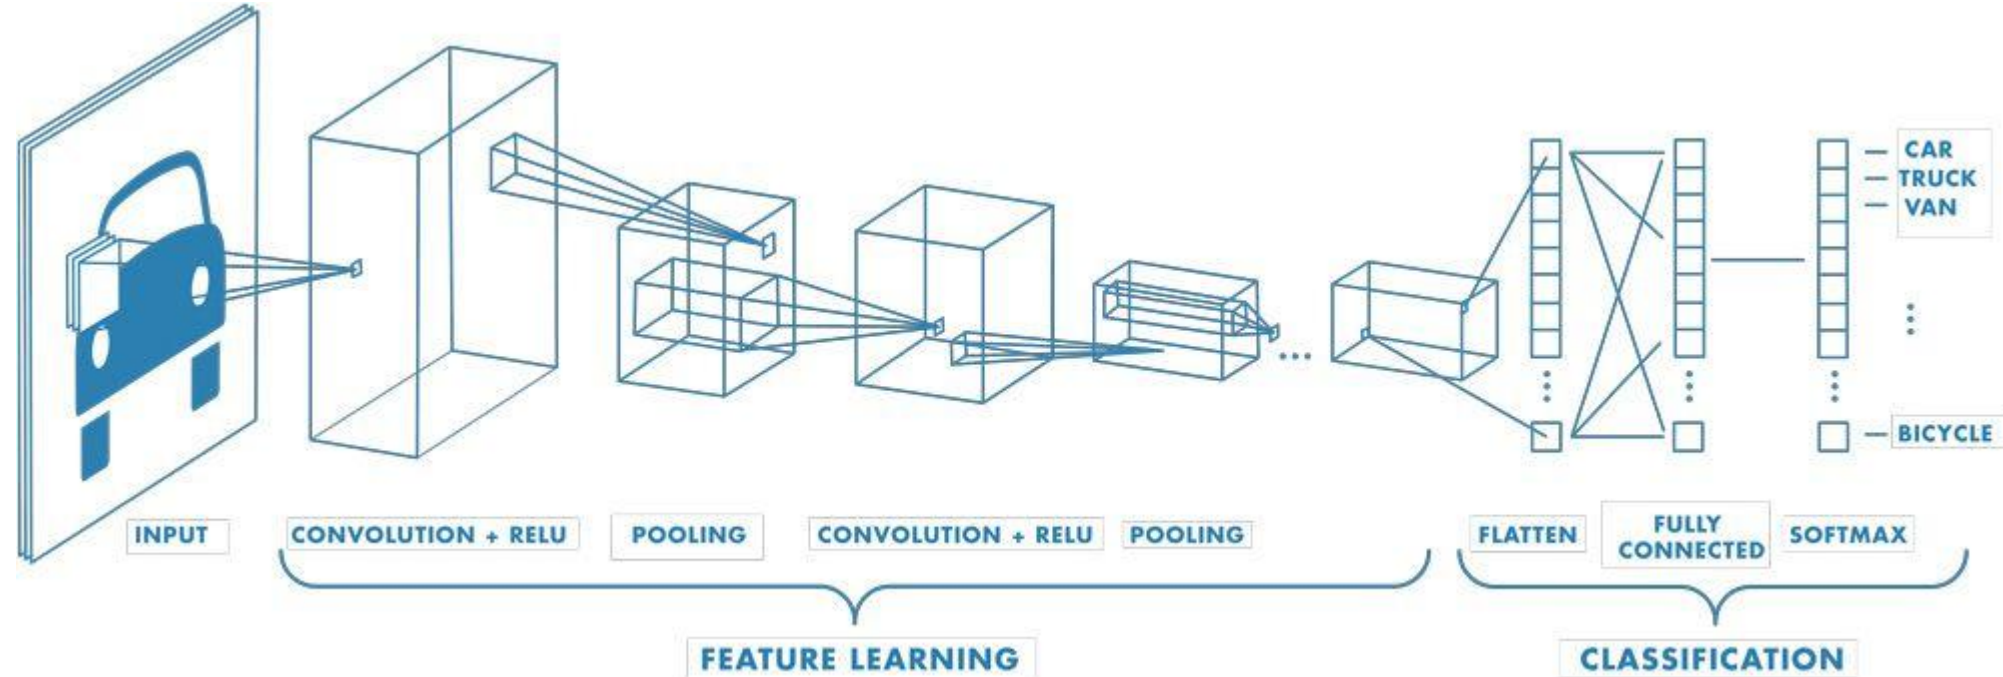 CAR
TRUCK
VAN
BICYCLE
INPUT
CONVOLUTION + RELU
POOLING
CONVOLUTION + RELU
POOLING
FLATTEN
FULLY
CONNECTED
SOFTMAX
FEATURE LEARNING
CLASSIFICATION